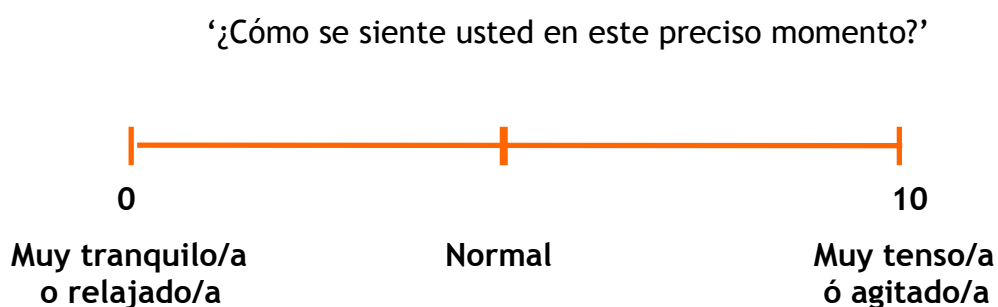 ‘¿Cómo se siente usted en este preciso momento?’
0 10
Muy tranquilo/a Normal Muy tenso/a
o relajado/a ó agitado/a